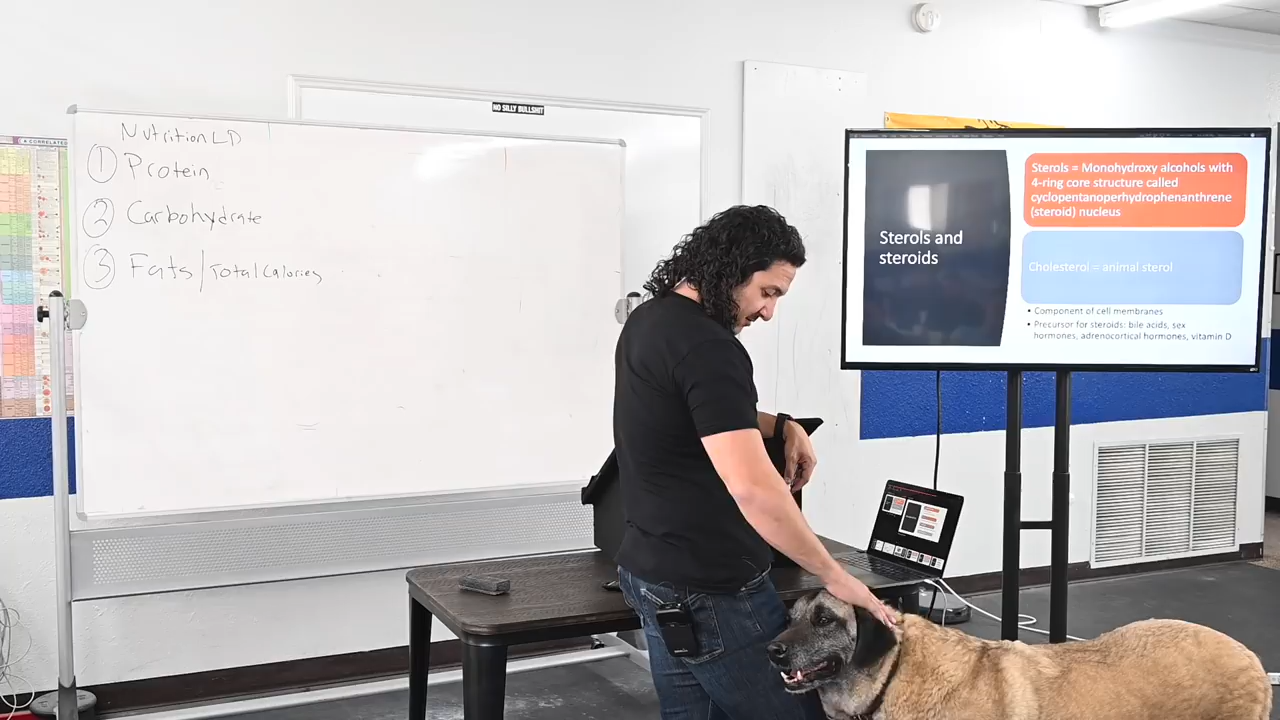 NO SILLY BULLSHIT
Nutrition LP
① Protein
② Carbohydrate
③ Fats/Total Calories
CORRELATED
Sterols and
steroids
Sterols = Monohydroxy alcohols with
4-ring core structure called
cyclopentanoperhydrophenanthrene
(steroid) nucleus
Cholesterol = animal sterol
• Component of cell membranes
• Precursor for steroids: bile acids, sex
hormones, adrenocortical hormones, vitamin D